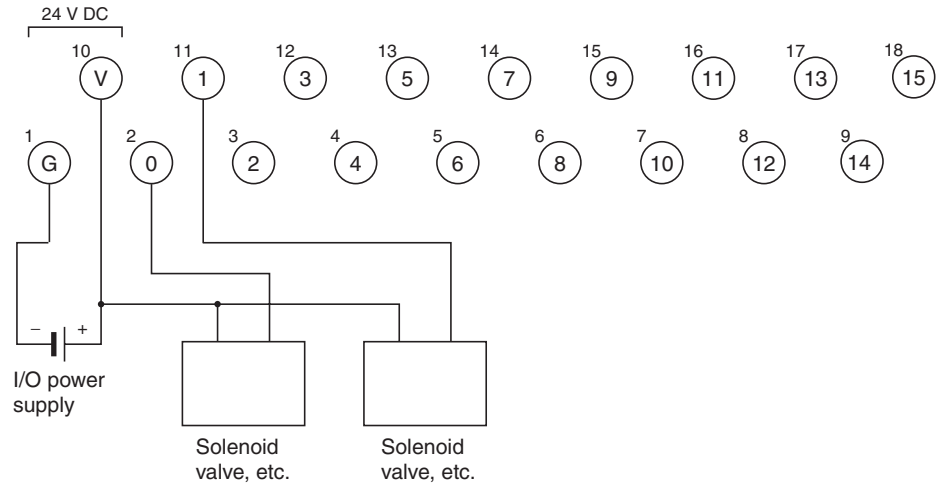 24 V DC
10 11 12 13 14 15 16 17 18
V 1 3 5 7 9 11 13 15
1 2 3 4 5 6 7 8 9
G 0 2 4 6 8 10 12 14
− +
I/O power
supply
Solenoid
valve, etc.
Solenoid
valve, etc.